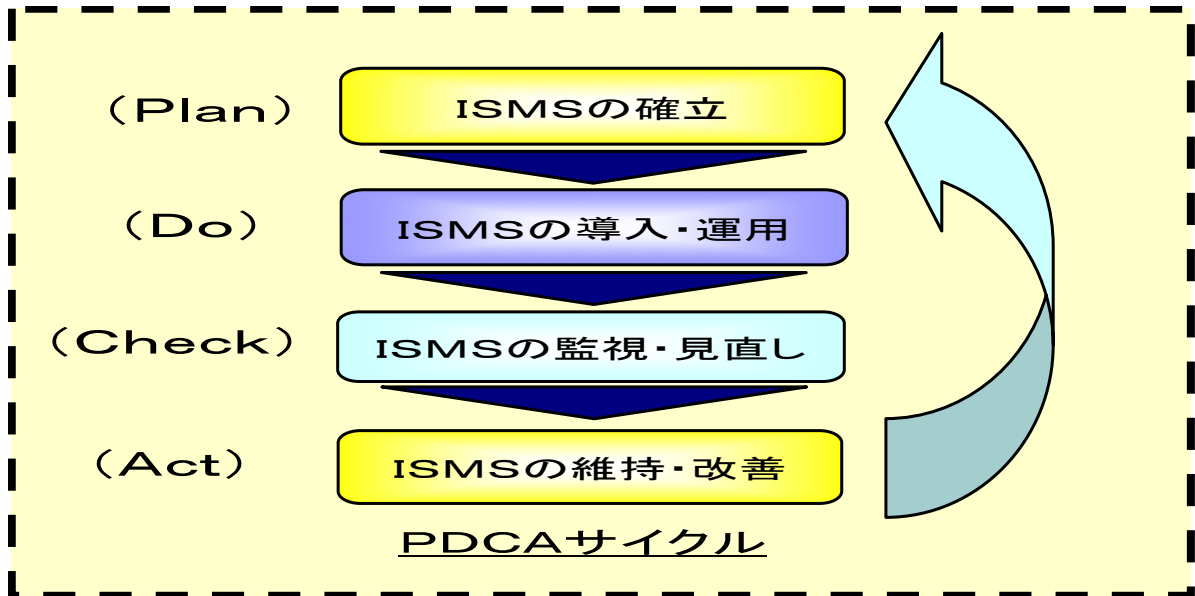 （Plan） ISMSの確立
（Do） ISMSの導入・運用
（Check） ISMSの監視・見直し
（Act） ISMSの維持・改善
PDCAサイクル